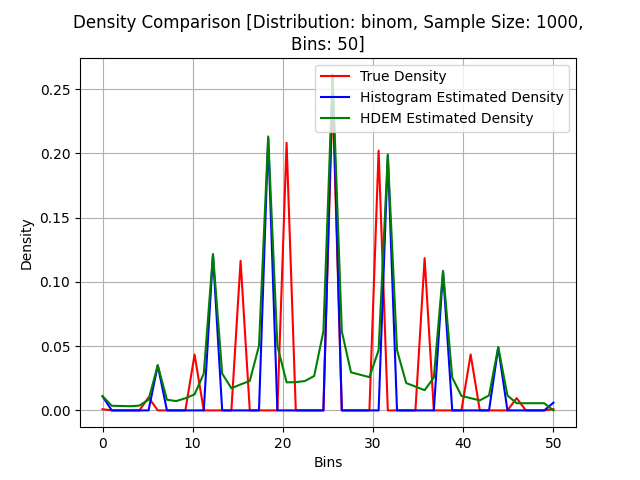 Density Comparison [Distribution: binom, Sample Size: 1000,
Bins: 50]
True Density
Histogram Estimated Density
HDEM Estimated Density
0.25
0.20
0.15
0.10
0.05
0.00
Density
0 10 20 30 40 50
Bins